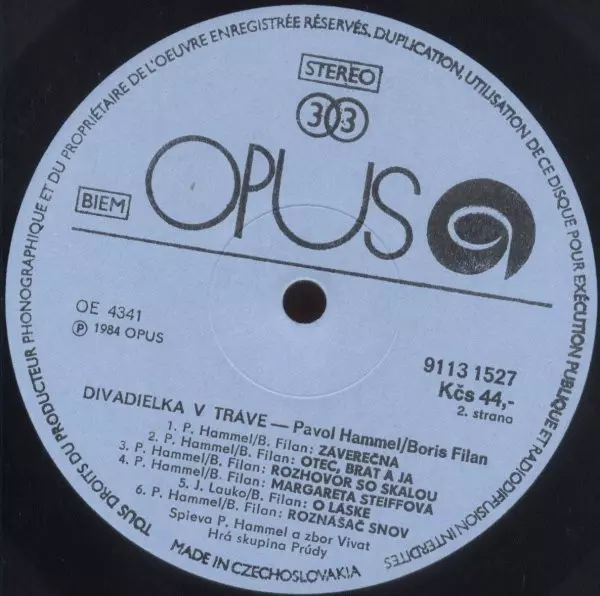 TOUS DROITS DU PRODUCTEUR PHONOGRAPHIQUE ET DU PROPRIÉTAIRE DE L'OEUVRE ENREGISTRÉE RÉSERVÉS. DUPLICATION, UTILISATION DE CE DISQUE POUR EXÉCUTION PUBLIQUE ET RADIODIFFUSION INTERDITES
STEREO
33
OPUS
BIEM
OE 4341
Ⓟ 1984 OPUS
9113 1527
Kčs 44,-
2. strana
DIVADIELKA V TRÁVE — Pavol Hammel/Boris Filan
1. P. Hammel/B. Filan: ZÁVEREČNÁ
2. P. Hammel/B. Filan: OTEC, BRAT A JA
3. P. Hammel/B. Filan: ROZHOVOR SO SKALOU
4. P. Hammel/B. Filan: MARGARETA STEIFFOVÁ
5. J. Lauko/B. Filan: O LÁSKE
6. P. Hammel/B. Filan: ROZNÁŠAČ SNOV
Spieva P. Hammel a zbor Vivat
Hrá skupina Prúdy
MADE IN CZECHOSLOVAKIA